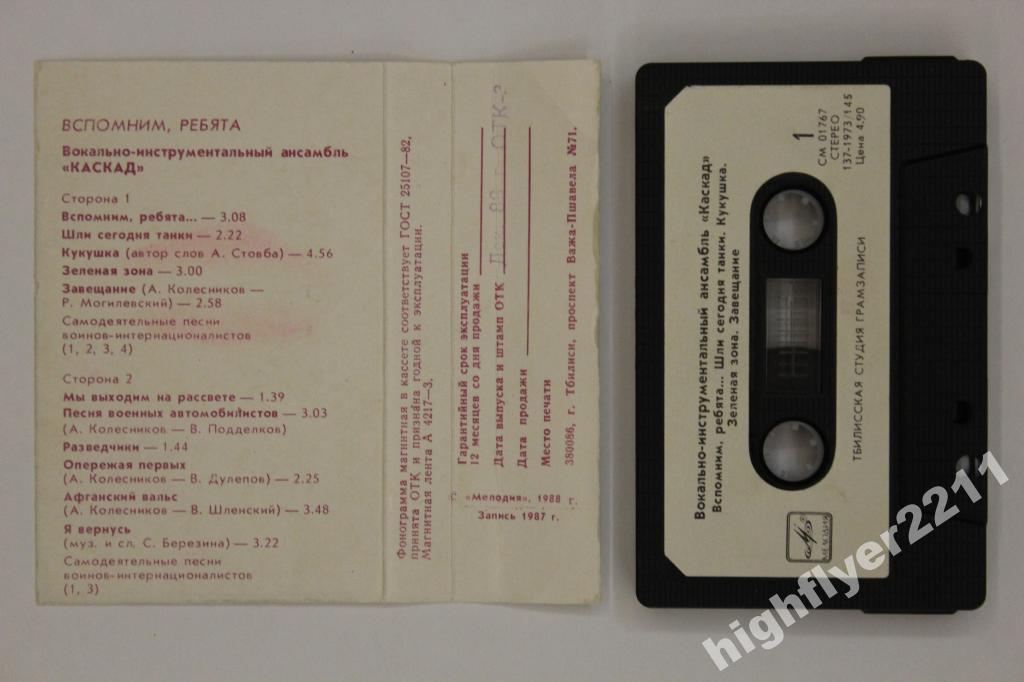 ВСПОМНИМ, РЕБЯТА
Вокально-инструментальный ансамбль
«КАСКАД»
Сторона 1
Вспомним, ребята... — 3.08
Шли сегодня танки — 2.22
Кукушка (автор слов А. Стовба) — 4.56
Зеленая зона — 3.00
Завещание (А. Колесников —
Р. Могилевский) — 2.58
Самодеятельные песни
воинов-интернационалистов
(1, 2, 3, 4)
Сторона 2
Мы выходим на рассвете — 1.39
Песня военных автомобилистов — 3.03
(А. Колесников — В. Подделков)
Разведчики — 1.44
Опережая первых
(А. Колесников — В. Дулепов) — 2.25
Афганский вальс
(А. Колесников — В. Шленский) — 3.48
Я вернусь
(муз. и сл. С. Березина) — 3.22
Самодеятельные песни
воинов-интернационалистов
(1, 3)
Фонограмма магнитная в кассете соответствует ГОСТ 25107—82,
принята ОТК и признана годной к эксплуатации.
Магнитная лента А 4217—3.
Гарантийный срок эксплуатации
12 месяцев со дня продажи
Дата выпуска и штамп ОТК
Дата продажи
Место печати
380086, г. Тбилиси, проспект Важа-Пшавела №71.
© «Мелодия», 1988 г.
Запись 1987 г.
1
СМ 01767
СТЕРЕО
137-1973/145
Цена 4.90
Вокально-инструментальный ансамбль «Каскад»
Вспомним, ребята... Шли сегодня танки. Кукушка.
Зеленая зона. Завещание
ТБИЛИССКАЯ СТУДИЯ ГРАМЗАПИСИ
МЕЛОДИЯ
highflyer2211